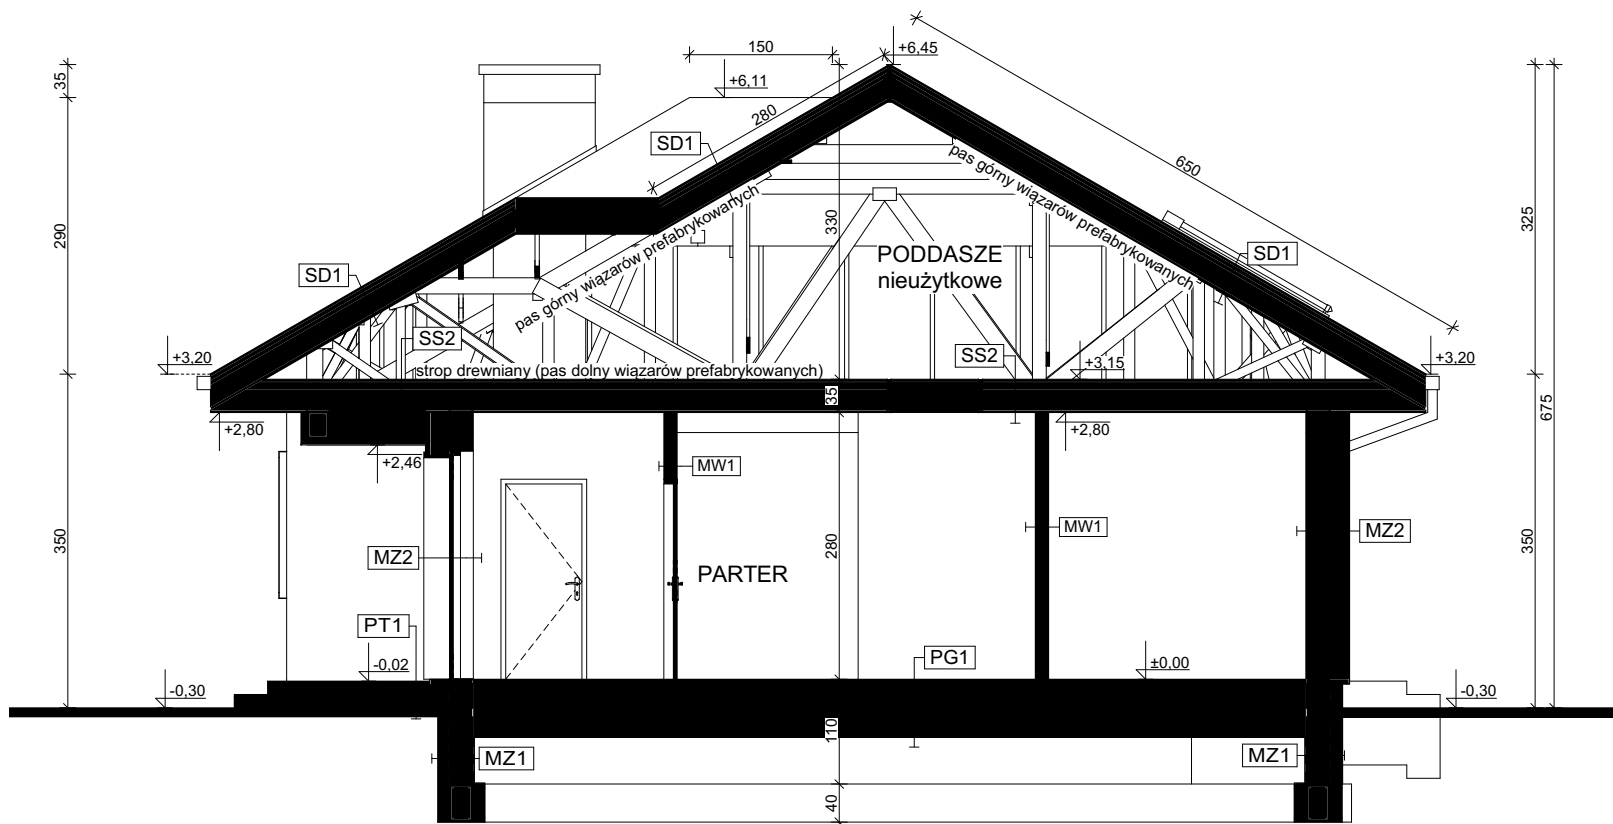 150
+6,45
35
+6,11
280
SD1
pas górny wiązarów prefabrykowanych
650
330
290
325
PODDASZE
nieużytkowe
SD1
SD1
pas górny wiązarów prefabrykowanych
SS2
SS2
+3,20
+3,15
+3,20
strop drewniany (pas dolny wiązarów prefabrykowanych)
35
675
+2,80
+2,80
+2,46
MW1
350
280
MW1
350
MZ2
MZ2
PARTER
PT1
PG1
-0,02
±0,00
-0,30
-0,30
110
MZ1
MZ1
40